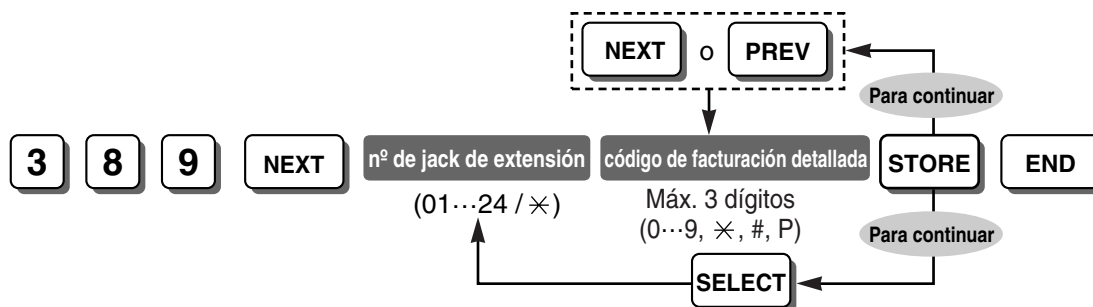 NEXT o PREV
Para continuar
3 8 9 NEXT nº de jack de extensión código de facturación detallada STORE END
(01···24 / ✳) Máx. 3 dígitos
(0···9, ✳, #, P)
Para continuar
SELECT